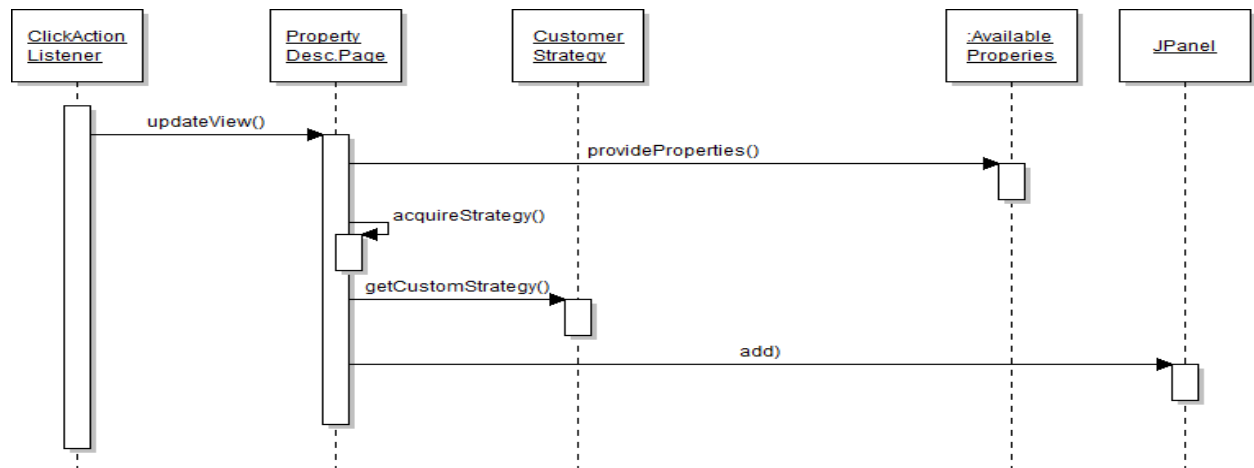 ClickAction
Listener
Property
Desc.Page
Customer
Strategy
:Available
Properies
JPanel
updateView()
provideProperties()
acquireStrategy()
getCustomStrategy()
add)